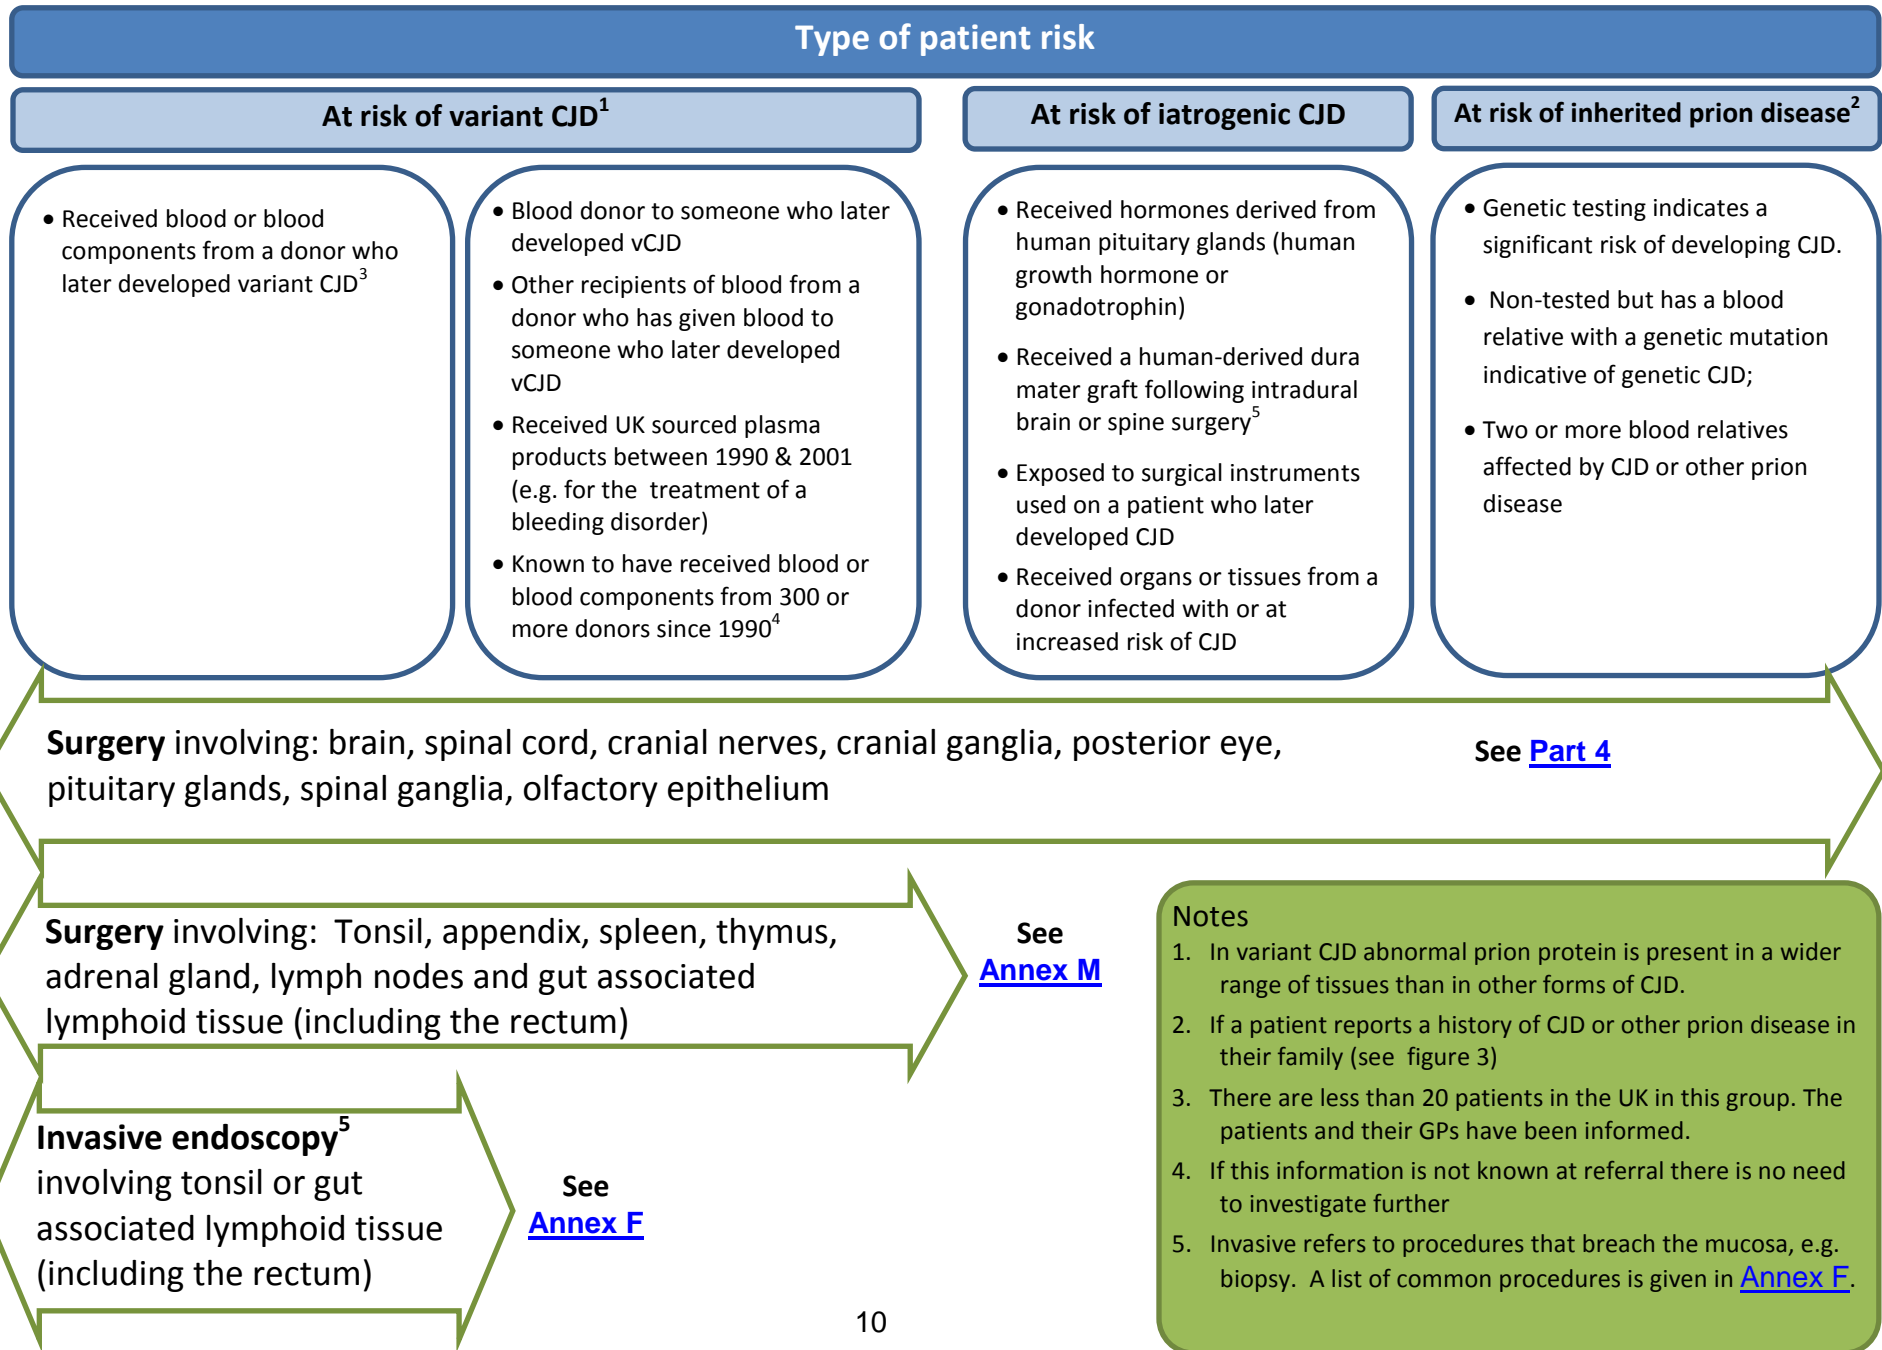 Type of patient risk
At risk of variant CJD1
At risk of iatrogenic CJD
At risk of inherited prion disease2
• Received blood or blood
components from a donor who
later developed variant CJD3
• Blood donor to someone who later
developed vCJD
• Other recipients of blood from a
donor who has given blood to
someone who later developed
vCJD
• Received UK sourced plasma
products between 1990 & 2001
(e.g. for the treatment of a
bleeding disorder)
• Known to have received blood or
blood components from 300 or
more donors since 19904
• Received hormones derived from
human pituitary glands (human
growth hormone or
gonadotrophin)
• Received a human-derived dura
mater graft following intradural
brain or spine surgery5
• Exposed to surgical instruments
used on a patient who later
developed CJD
• Received organs or tissues from a
donor infected with or at
increased risk of CJD
• Genetic testing indicates a
significant risk of developing CJD.
• Non-tested but has a blood
relative with a genetic mutation
indicative of genetic CJD;
• Two or more blood relatives
affected by CJD or other prion
disease
Surgery involving: brain, spinal cord, cranial nerves, cranial ganglia, posterior eye,
pituitary glands, spinal ganglia, olfactory epithelium
See Part 4
Surgery involving: Tonsil, appendix, spleen, thymus,
adrenal gland, lymph nodes and gut associated
lymphoid tissue (including the rectum)
See
Annex M
Invasive endoscopy5
involving tonsil or gut
associated lymphoid tissue
(including the rectum)
See
Annex F
Notes
1. In variant CJD abnormal prion protein is present in a wider
range of tissues than in other forms of CJD.
2. If a patient reports a history of CJD or other prion disease in
their family (see figure 3)
3. There are less than 20 patients in the UK in this group. The
patients and their GPs have been informed.
4. If this information is not known at referral there is no need
to investigate further
5. Invasive refers to procedures that breach the mucosa, e.g.
biopsy. A list of common procedures is given in Annex F.
10